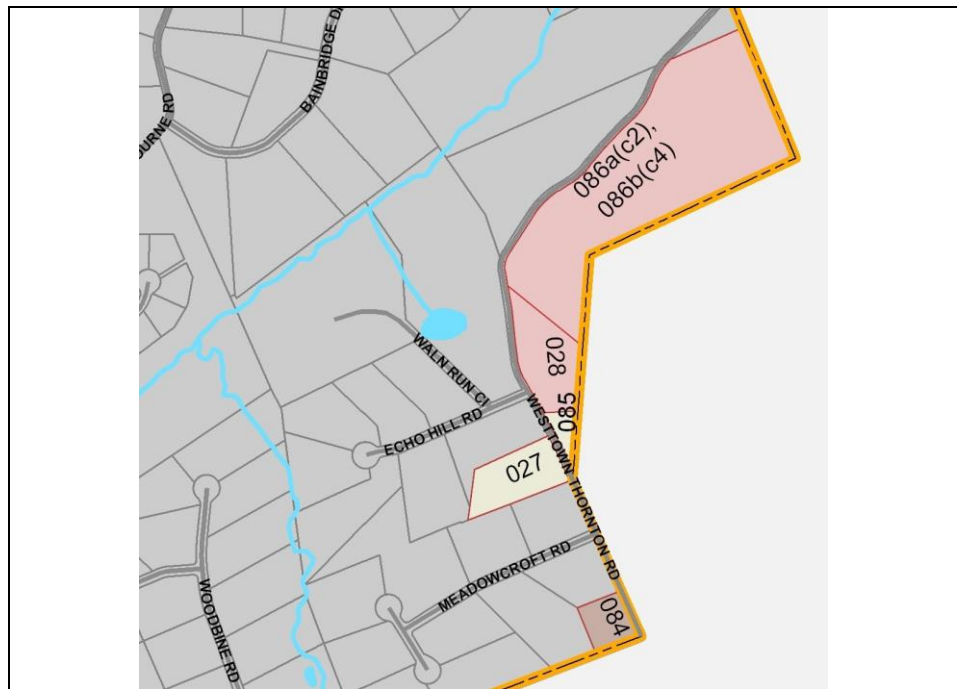 BAINBRIDGE D
OURNE RD
086a(c2),
086b(c4)
028
WALN RUN CI
085
ECHO HILL RD
WESTTOWN THORNTON RD
027
MEADOWCROFT RD
WOODBINE RD
084